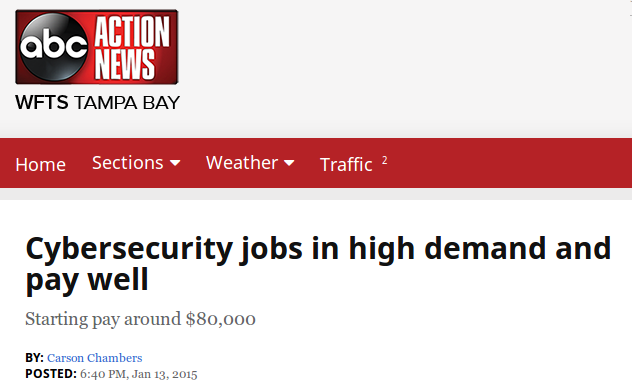 abc ACTION
NEWS
WFTS TAMPA BAY
Home Sections Weather Traffic 2
Cybersecurity jobs in high demand and
pay well
Starting pay around $80,000
BY: Carson Chambers
POSTED: 6:40 PM, Jan 13, 2015